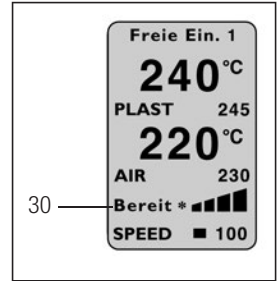 Freie Ein. 1
240°C
PLAST 245
220°C
AIR 230
30 Bereit *
SPEED ■ 100